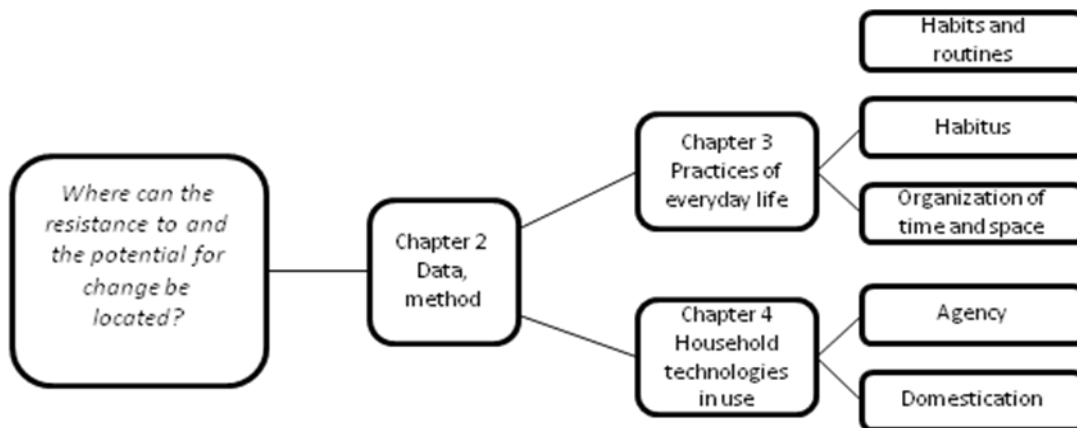 Where can the
resistance to and
the potential for
change be
located?
Chapter 2
Data,
method
Chapter 3
Practices of
everyday life
Chapter 4
Household
technologies
in use
Habits and
routines
Habitus
Organization of
time and space
Agency
Domestication